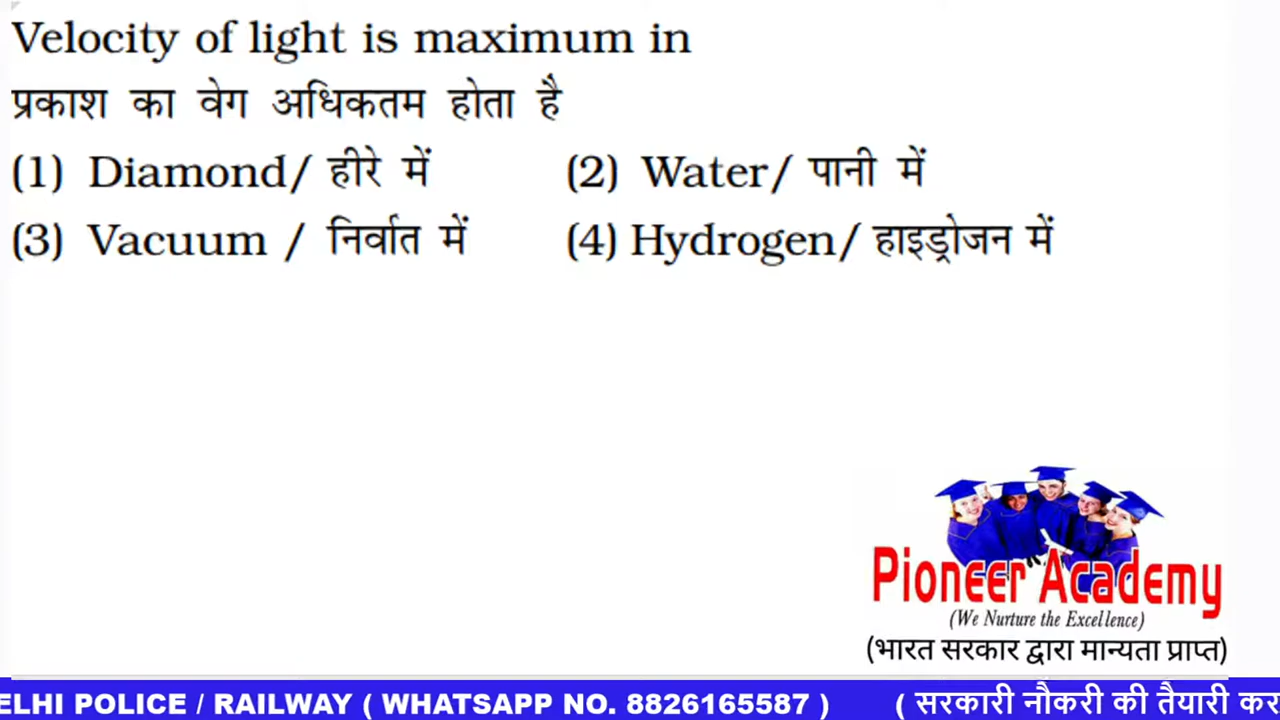 Velocity of light is maximum in
प्रकाश का वेग अधिकतम होता है
(1) Diamond/ हीरे में (2) Water/ पानी में
(3) Vacuum / निर्वात में (4) Hydrogen/ हाइड्रोजन में
Pioneer Academy
(We Nurture the Excellence)
(भारत सरकार द्वारा मान्यता प्राप्त)
ELHI POLICE / RAILWAY ( WHATSAPP NO. 8826165587 ) ( सरकारी नौकरी की तैयारी कर